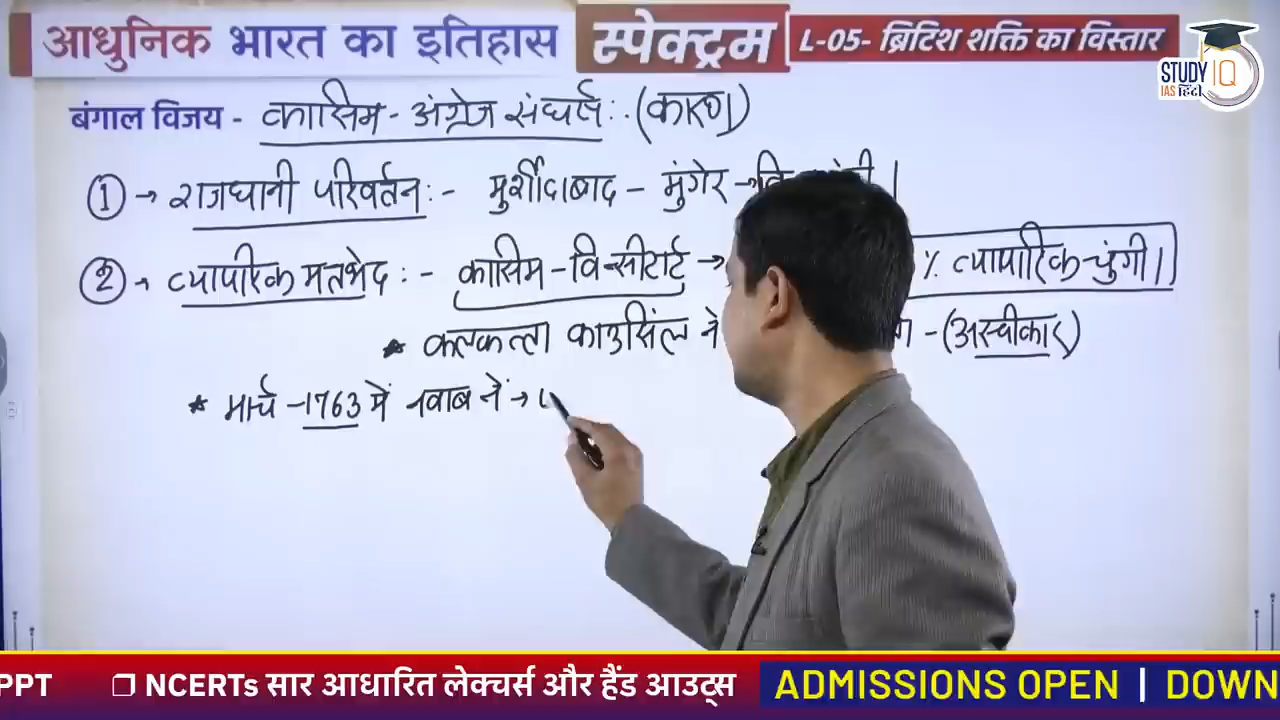 आधुनिक भारत का इतिहास स्पेक्ट्रम L-05- ब्रिटिश शक्ति का विस्तार
STUDY IQ
IAS हिंदी
बंगाल विजय - कासिम - अंग्रेज संघर्ष :- (कारण)
① → राजधानी परिवर्तन :- मुर्शीदाबाद - मुंगेर →
② → व्यापारिक मतभेद :- कासिम - वेन्सीटार्ट → % व्यापारिक चुंगी।
* कलकत्ता काउंसिल ने - (अस्वीकार)
* मार्च - 1763 में नवाब ने →
PPT ❐ NCERTs सार आधारित लेक्चर्स और हैंड आउट्स ADMISSIONS OPEN | DOWN